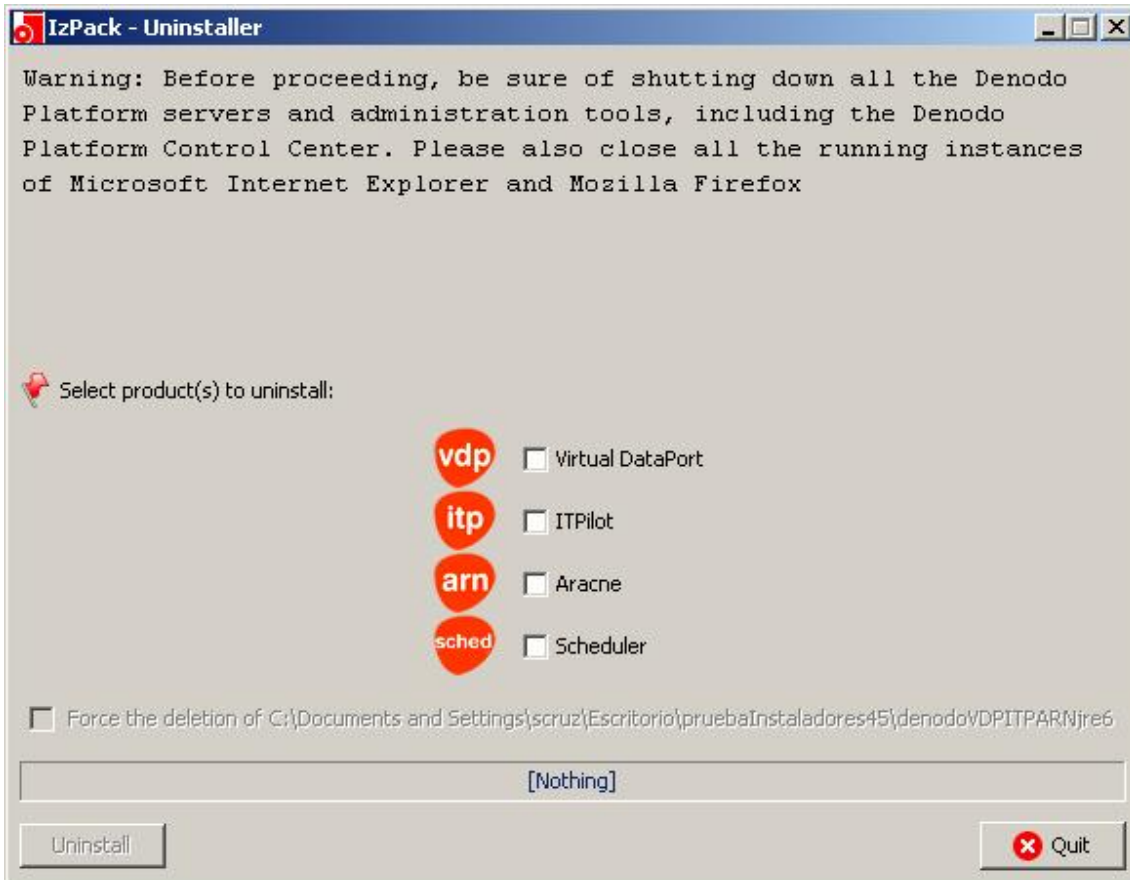 IzPack - Uninstaller
Warning: Before proceeding, be sure of shutting down all the Denodo
Platform servers and administration tools, including the Denodo
Platform Control Center. Please also close all the running instances
of Microsoft Internet Explorer and Mozilla Firefox
Select product(s) to uninstall:
vdp Virtual DataPort
itp ITPilot
arn Aracne
sched Scheduler
Force the deletion of C:\Documents and Settings\scruz\Escritorio\pruebaInstaladores45\denodoVDPITPARNjre6
[Nothing]
Uninstall Quit